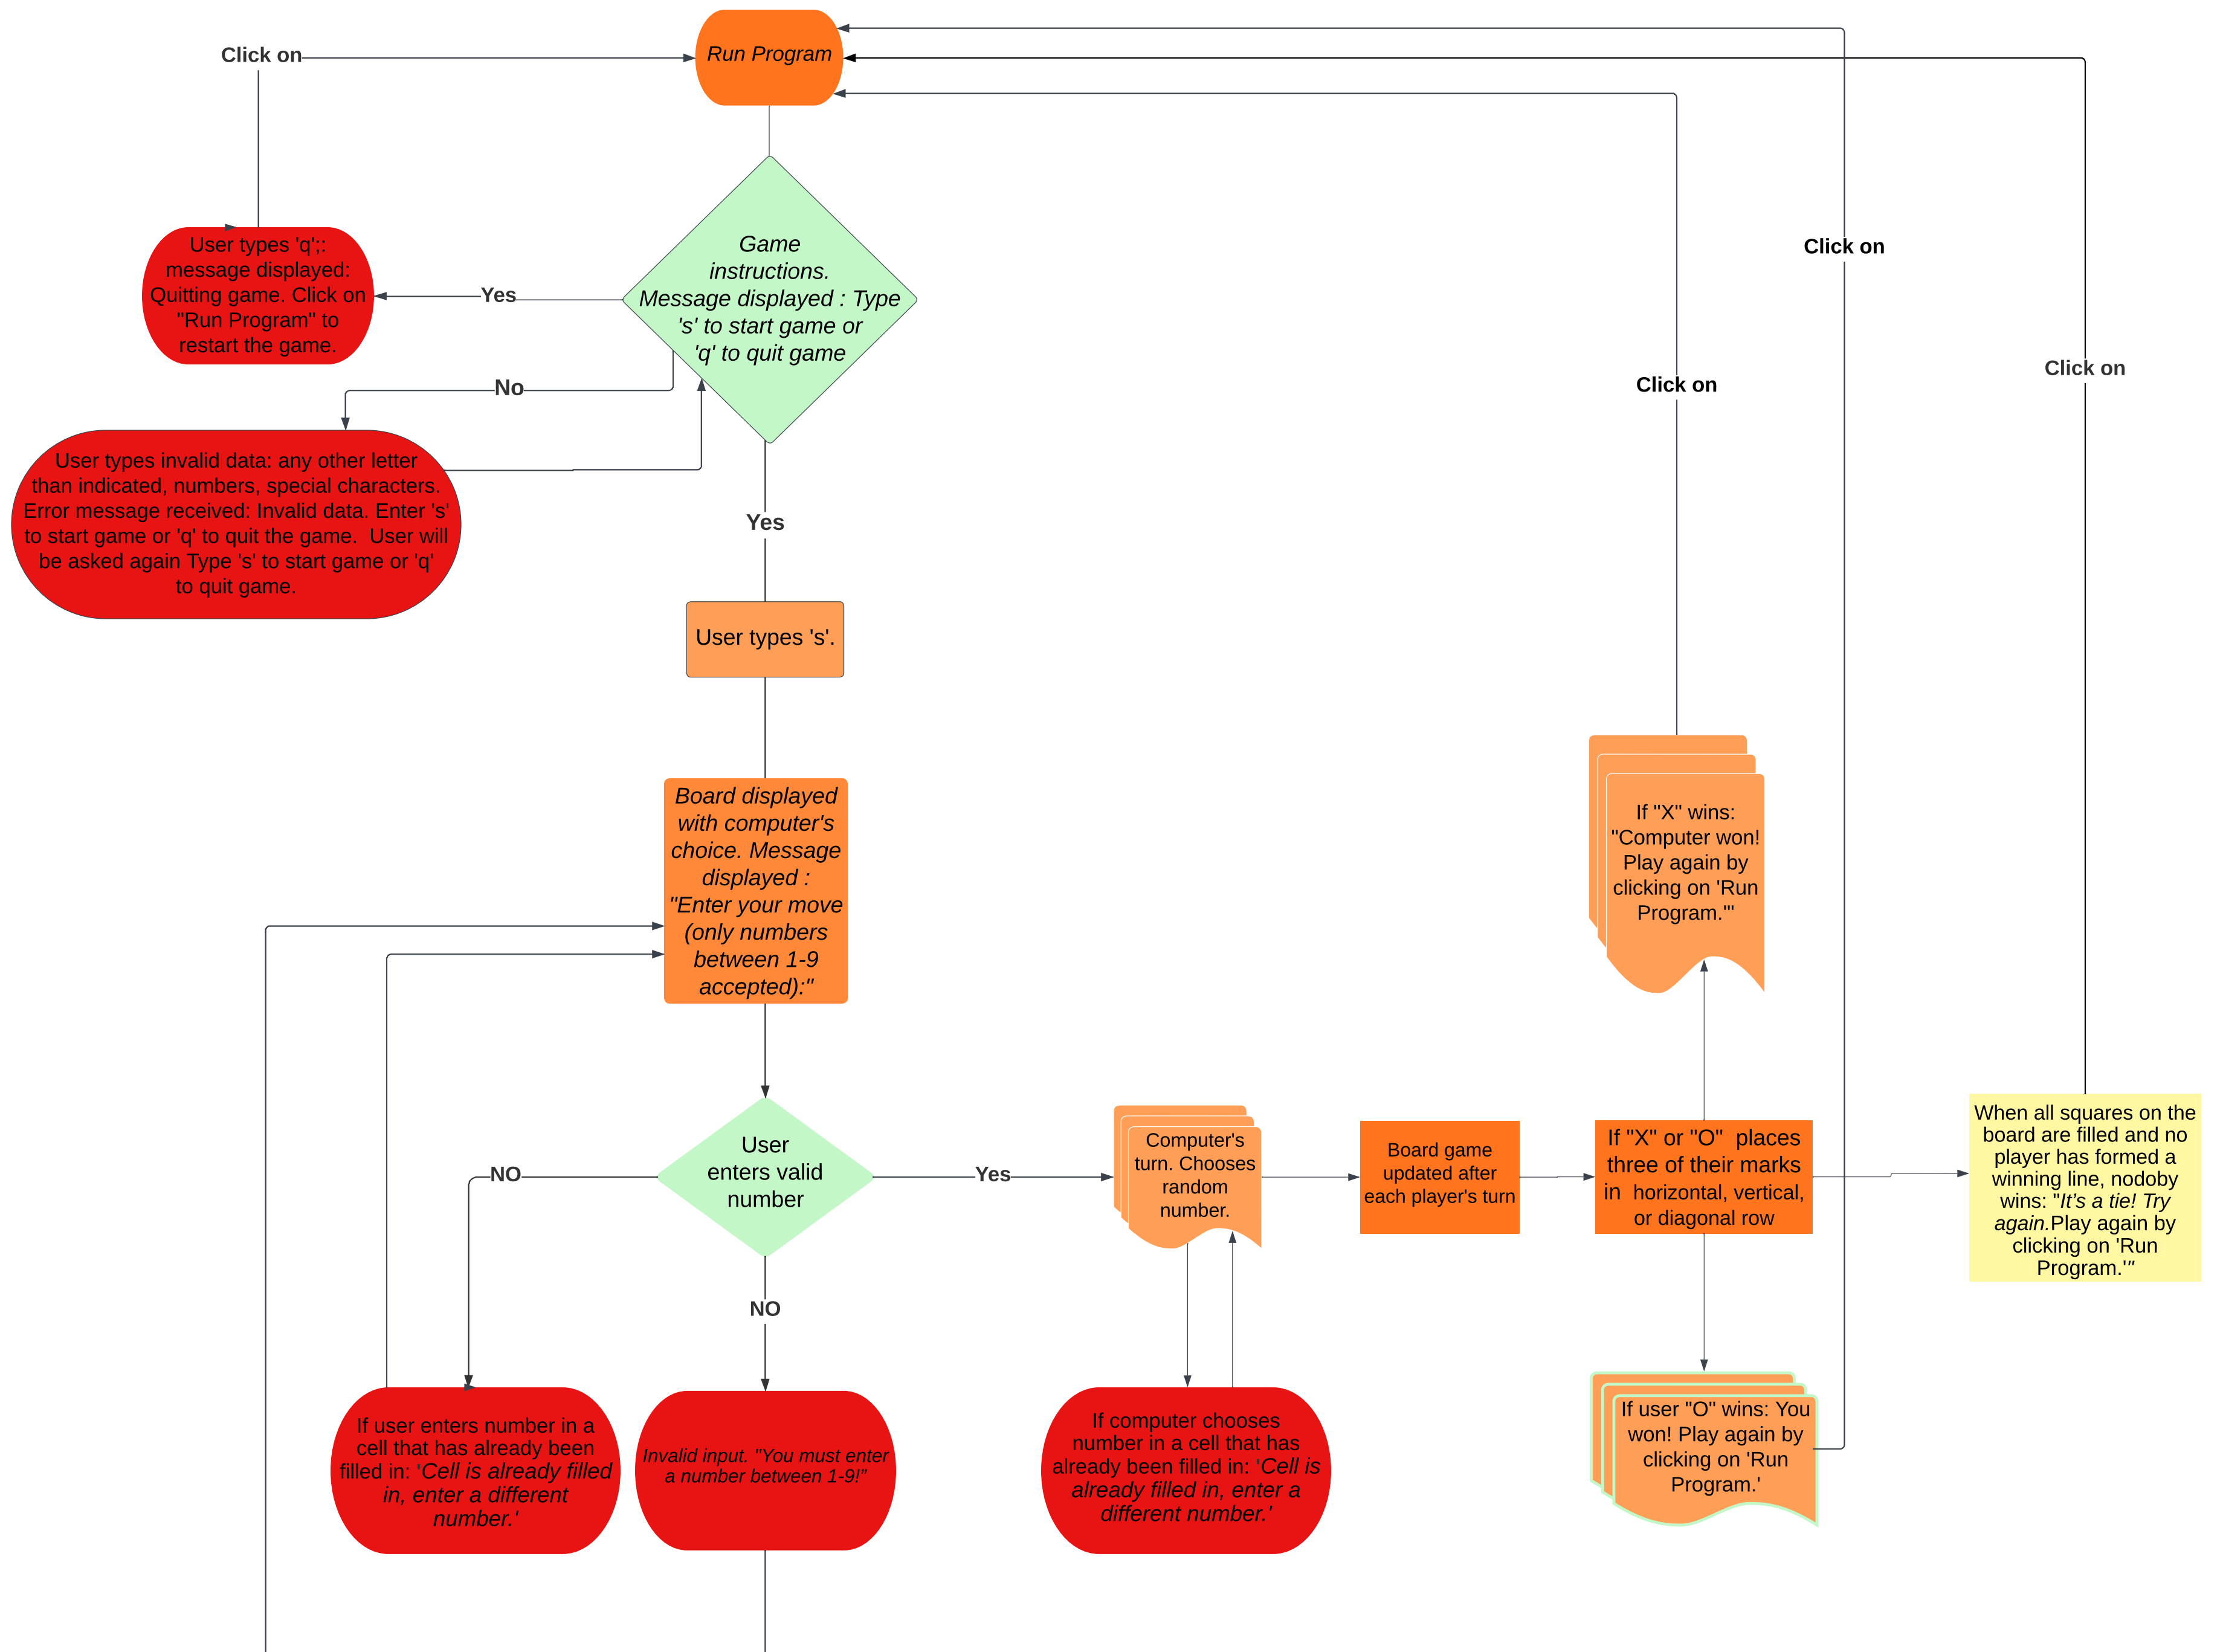 Run Program
Click on
Game
instructions.
Message displayed : Type
's' to start game or
'q' to quit game
Click on
User types 'q';:
message displayed:
Quitting game. Click on
"Run Program" to
restart the game.
Yes
No
Click on
Click on
User types invalid data: any other letter
than indicated, numbers, special characters.
Error message received: Invalid data. Enter 's'
to start game or 'q' to quit the game.  User will
be asked again Type 's' to start game or 'q'
to quit game.
Yes
User types 's'.
Board displayed
with computer's
choice. Message
displayed :
"Enter your move
(only numbers
between 1-9
accepted):"
If "X" wins:
"Computer won!
Play again by
clicking on 'Run
Program.'"
User
enters valid
number
NO
Yes
Computer's
turn. Chooses
random
number.
Board game
updated after
each player's turn
If "X" or "O"  places
three of their marks
in  horizontal, vertical,
or diagonal row
When all squares on the
board are filled and no
player has formed a
winning line, nodoby
wins: "It’s a tie! Try
again.Play again by
clicking on 'Run
Program.'"
NO
If user enters number in a
cell that has already been
filled in: 'Cell is already filled
in, enter a different
number.'
Invalid input. "You must enter
a number between 1-9!”
If computer chooses
number in a cell that has
already been filled in: 'Cell is
already filled in, enter a
different number.'
If user "O" wins: You
won! Play again by
clicking on 'Run
Program.'